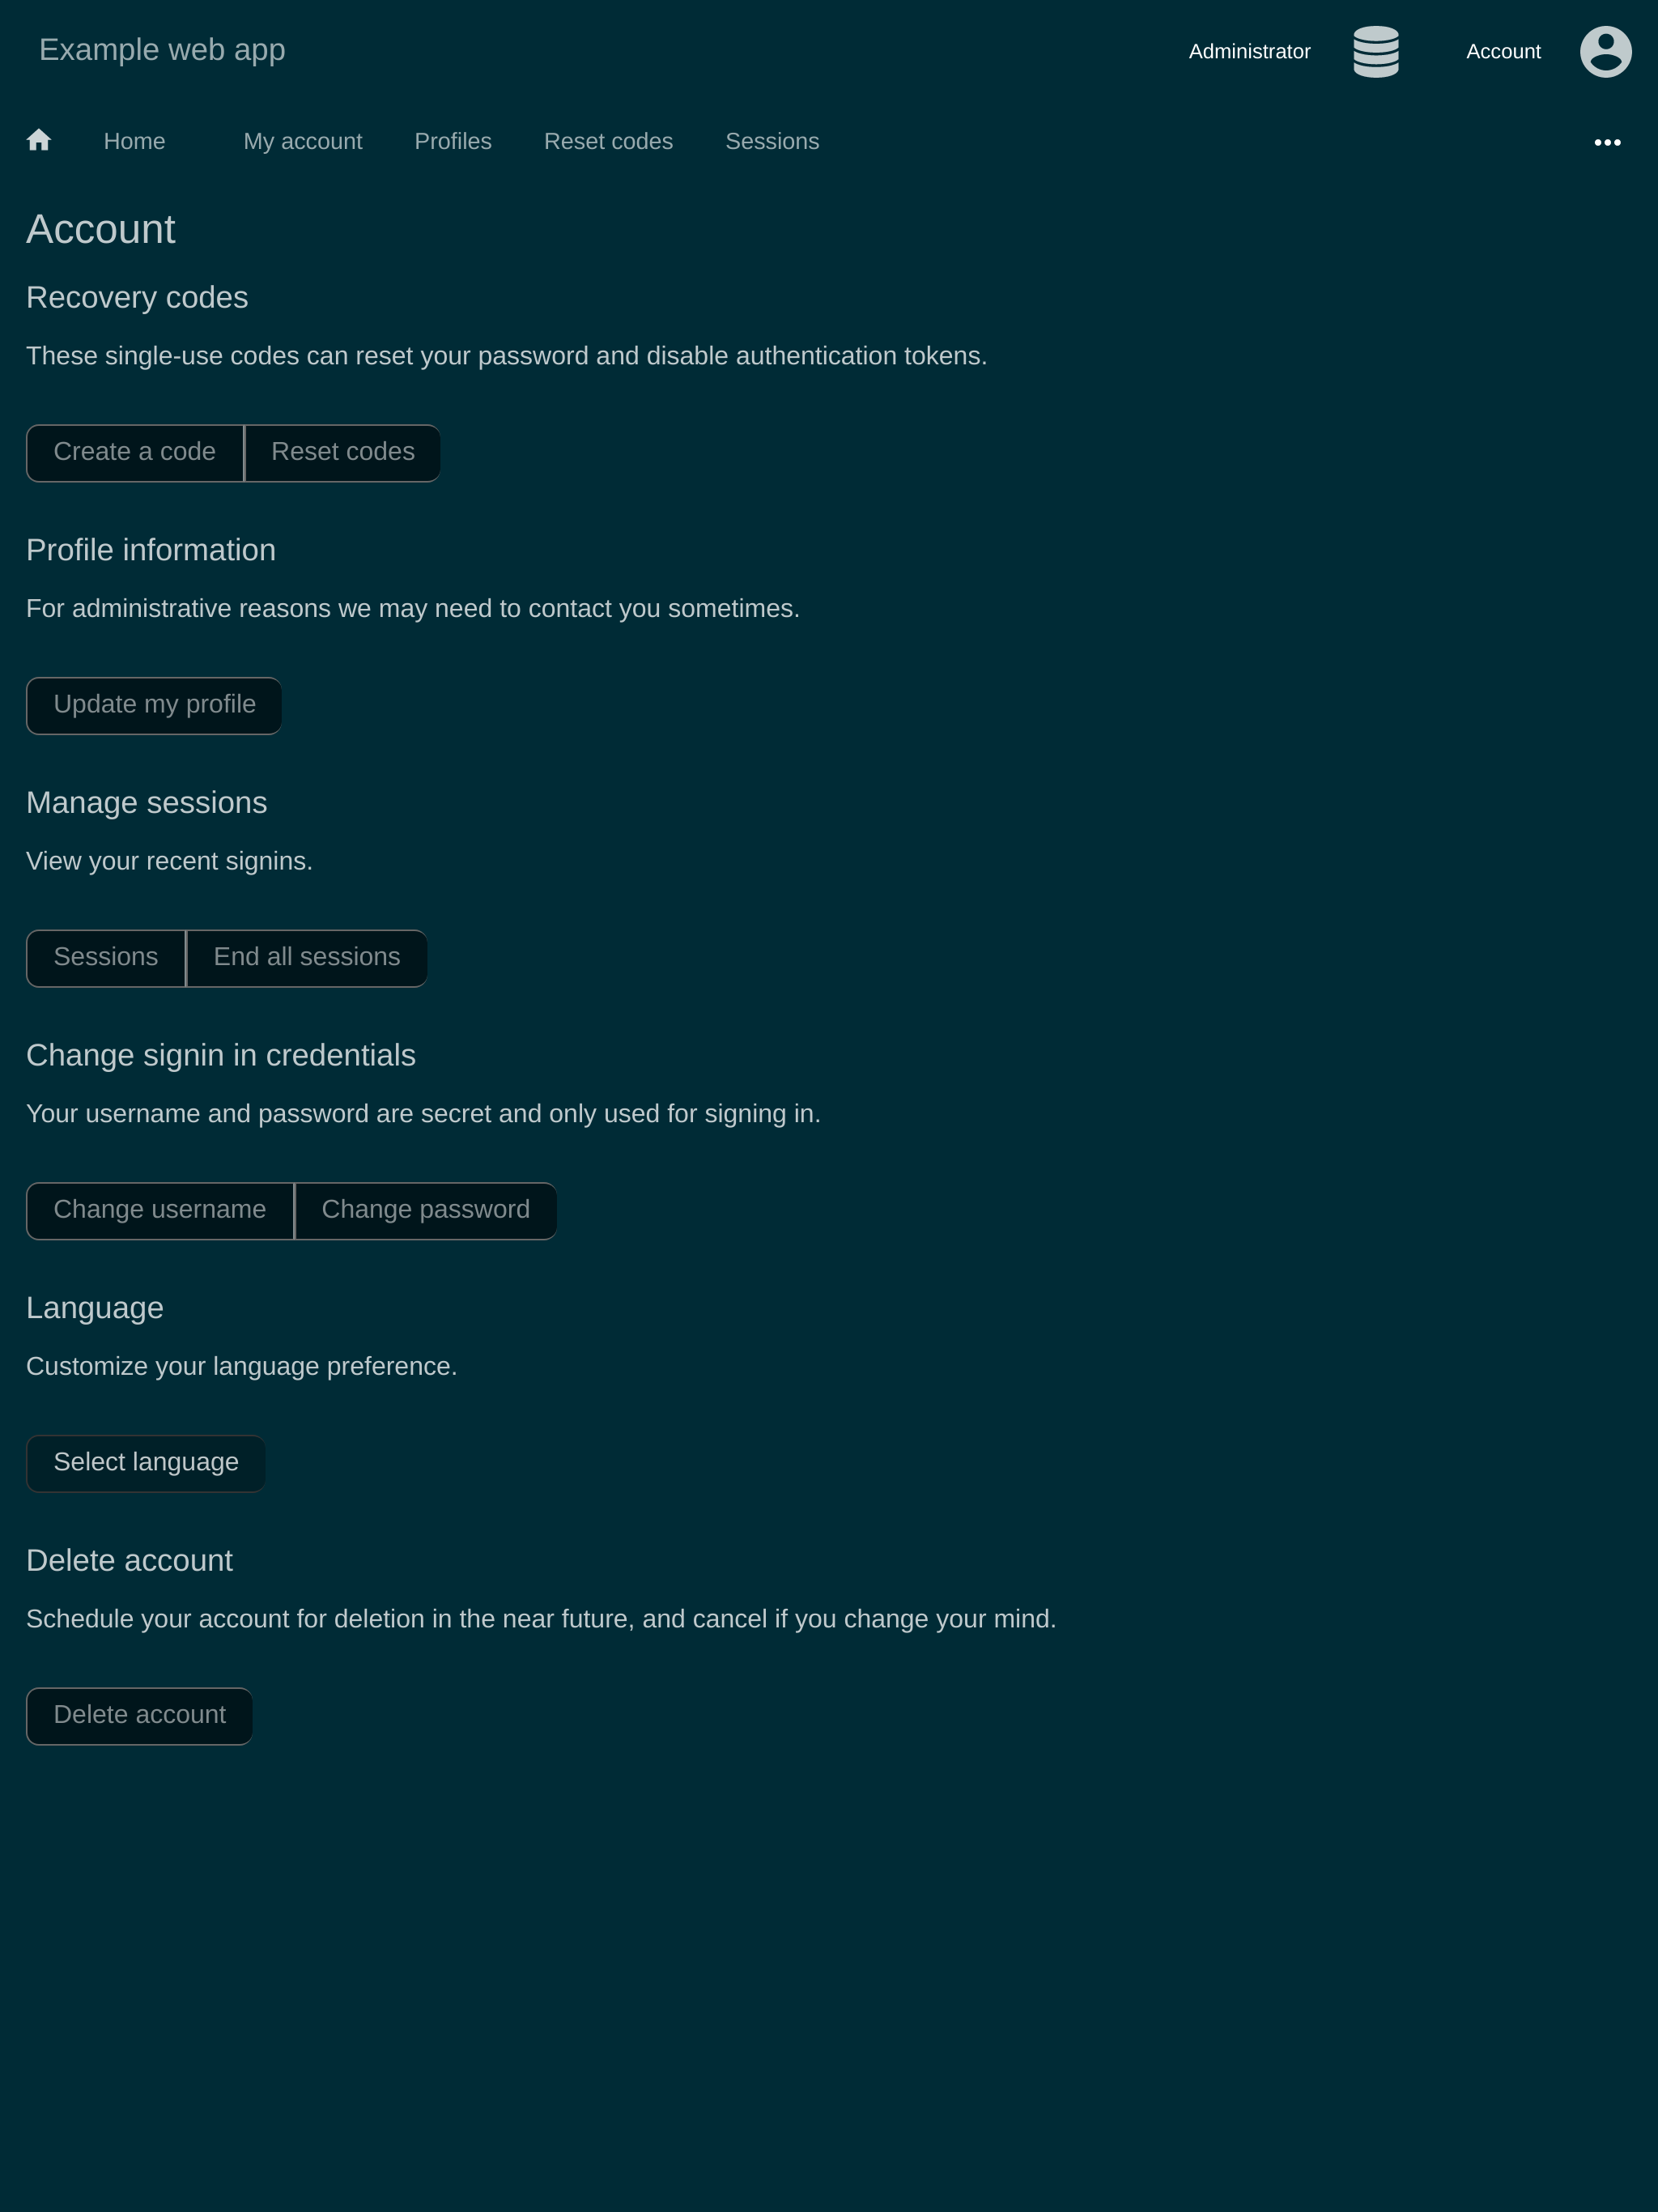 Example web app
Administrator
Account
Home
My account
Profiles
Reset codes
Sessions
Account
Recovery codes
These single-use codes can reset your password and disable authentication tokens.
Create a code
Reset codes
Profile information
For administrative reasons we may need to contact you sometimes.
Update my profile
Manage sessions
View your recent signins.
Sessions
End all sessions
Change signin in credentials
Your username and password are secret and only used for signing in.
Change username
Change password
Language
Customize your language preference.
Select language
Delete account
Schedule your account for deletion in the near future, and cancel if you change your mind.
Delete account